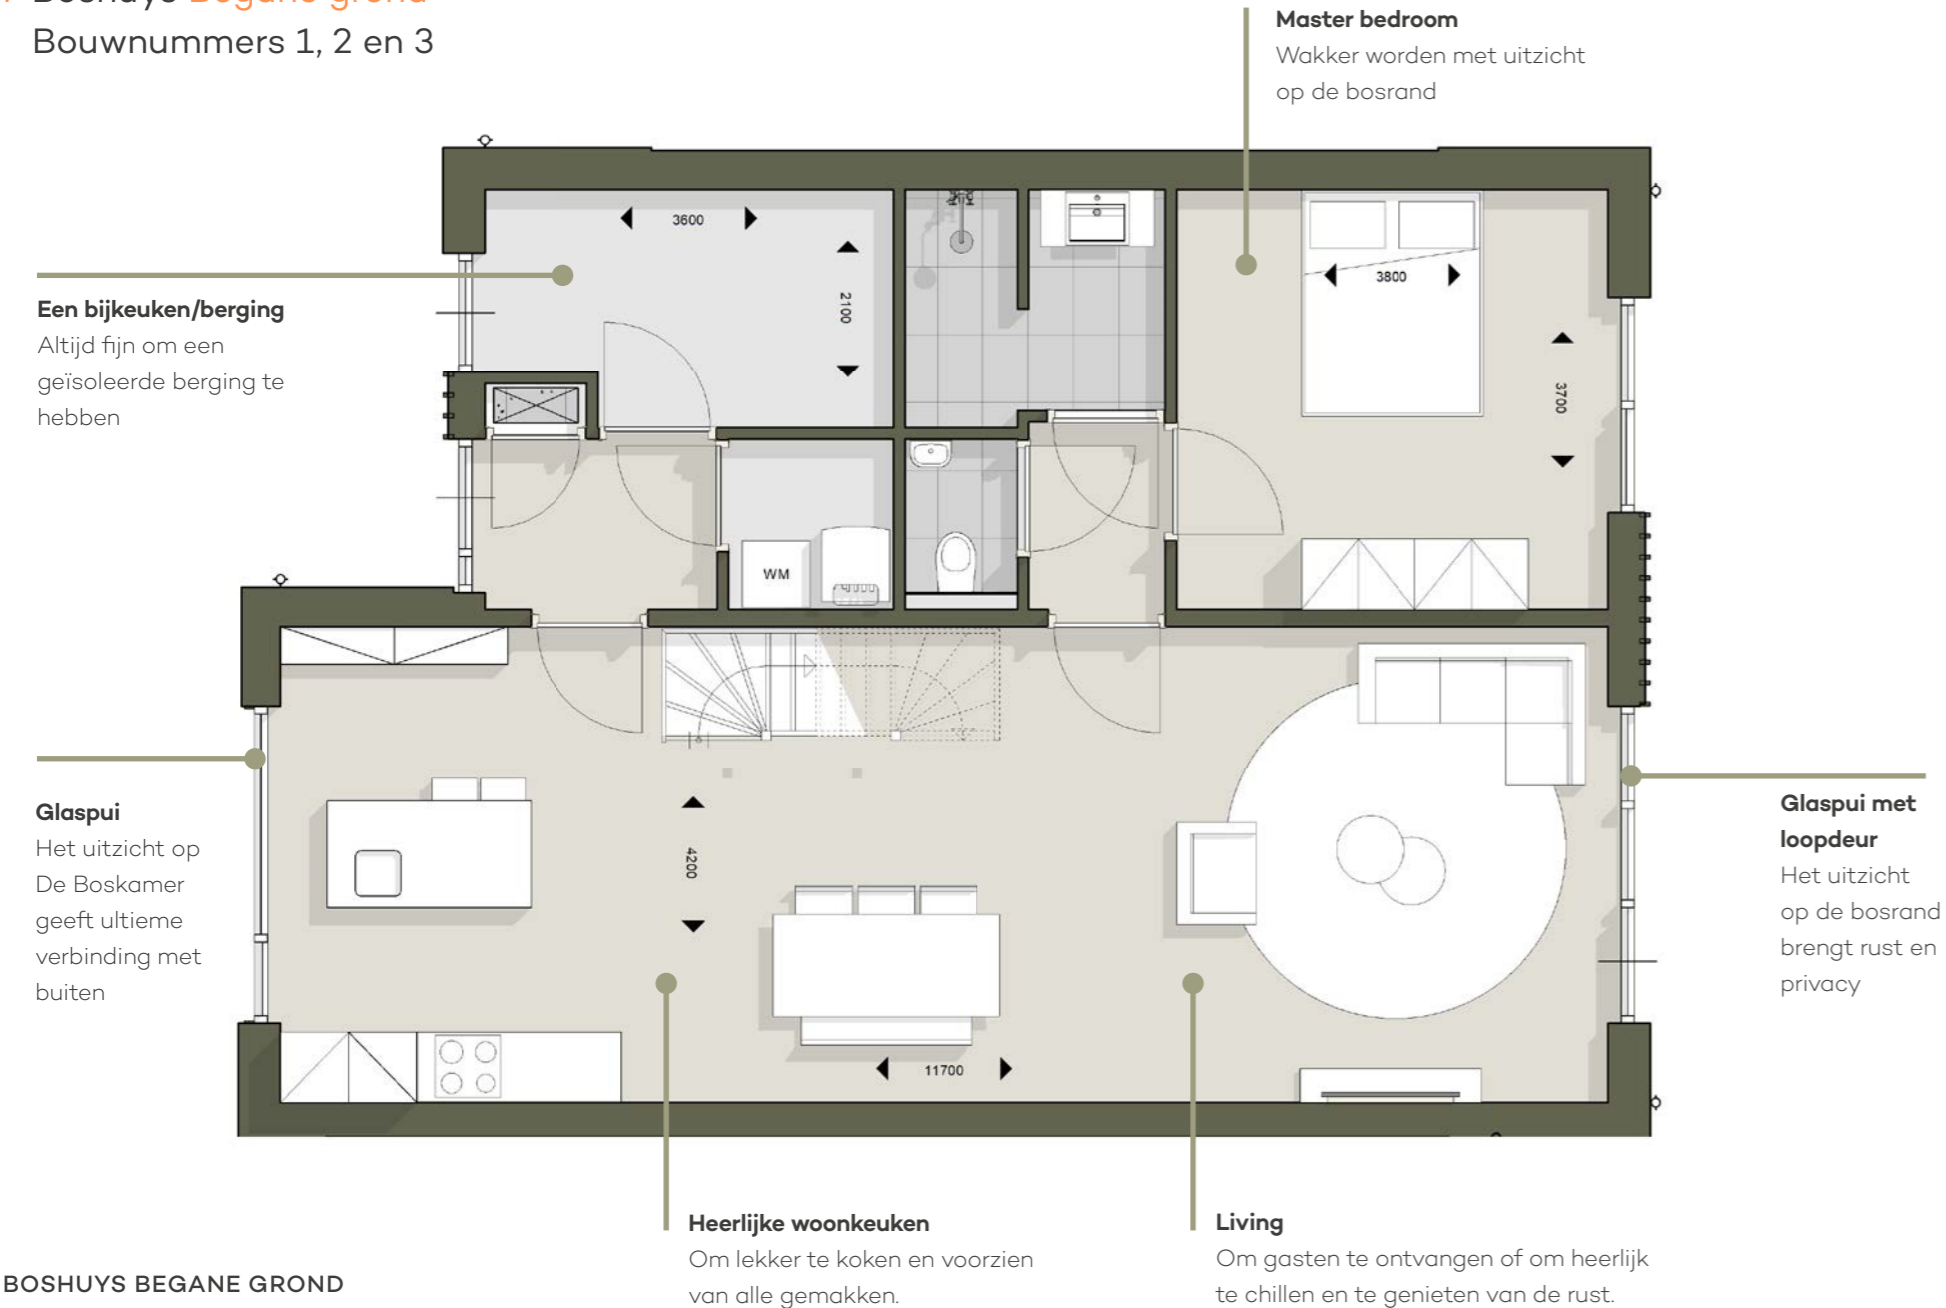 Boshuys Begane grond
Bouwnummers 1, 2 en 3
Master bedroom
Wakker worden met uitzicht
op de bosrand
3600
2100
3800
3700
Een bijkeuken/berging
Altijd fijn om een
geïsoleerde berging te
hebben
WM
Glaspui
Het uitzicht op
De Boskamer
geeft ultieme
verbinding met
buiten
4200
11700
Glaspui met
loopdeur
Het uitzicht
op de bosrand
brengt rust en
privacy
Heerlijke woonkeuken
Om lekker te koken en voorzien
van alle gemakken.
Living
Om gasten te ontvangen of om heerlijk
te chillen en te genieten van de rust.
BOSHUYS BEGANE GROND